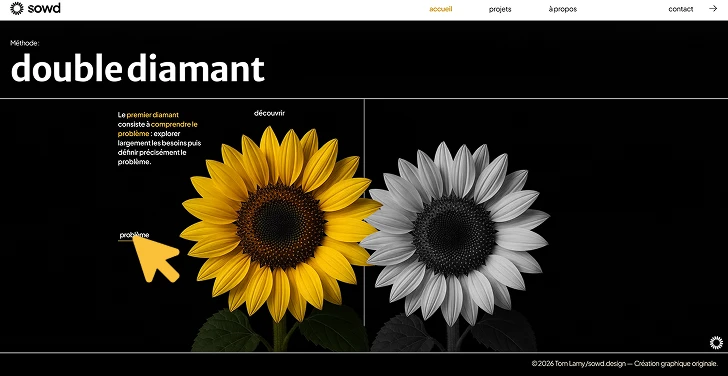 sowd
accueil
projets
à propos
contact
Méthode:
double diamant
Le premier diamant
consiste à comprendre le
problème : explorer
largement les besoins puis
définir précisément le
problème.
découvrir
problème
© 2026 Tom Lamy/sowd.design — Création graphique originale.